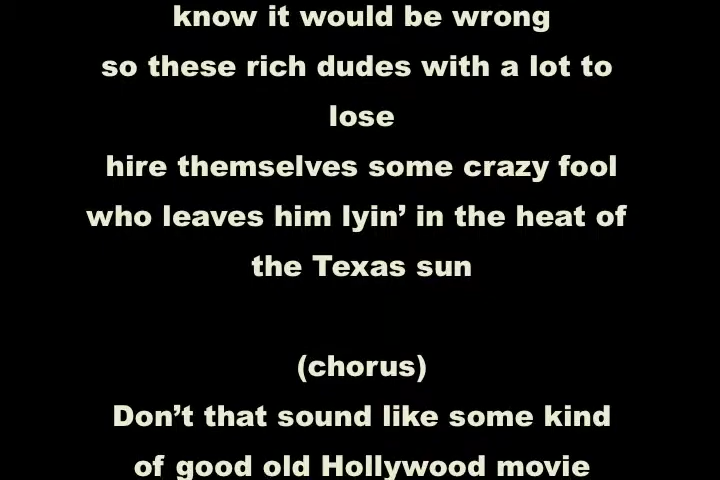 know it would be wrong
so these rich dudes with a lot to
lose
hire themselves some crazy fool
who leaves him lyin’ in the heat of
the Texas sun
(chorus)
Don’t that sound like some kind
of good old Hollywood movie